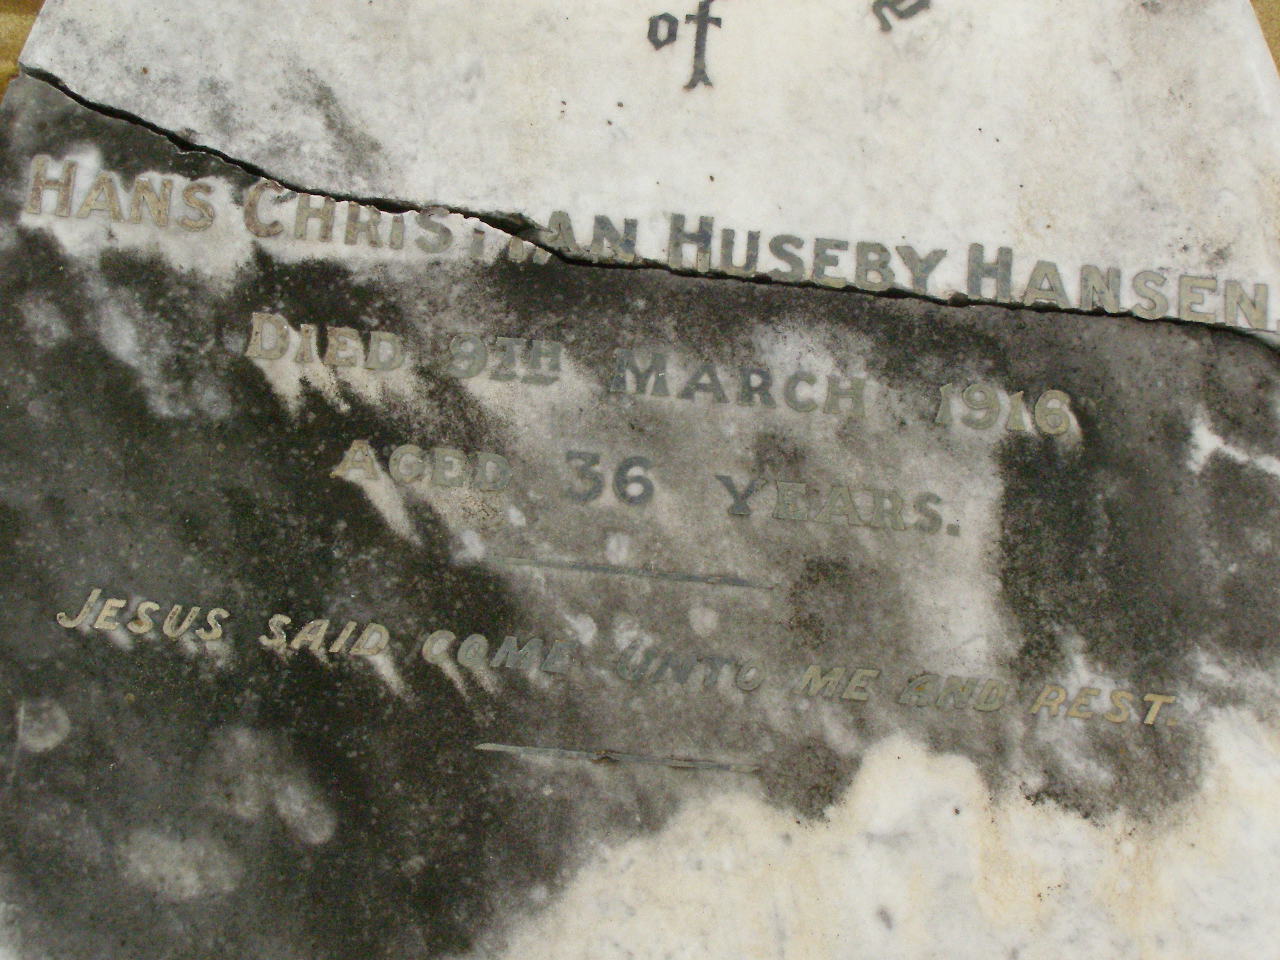 of
HANS CHRISTIAN HUSEBY HANSEN
DIED 9TH MARCH 1916
AGED 36 YEARS.
JESUS SAID COME UNTO ME AND REST.